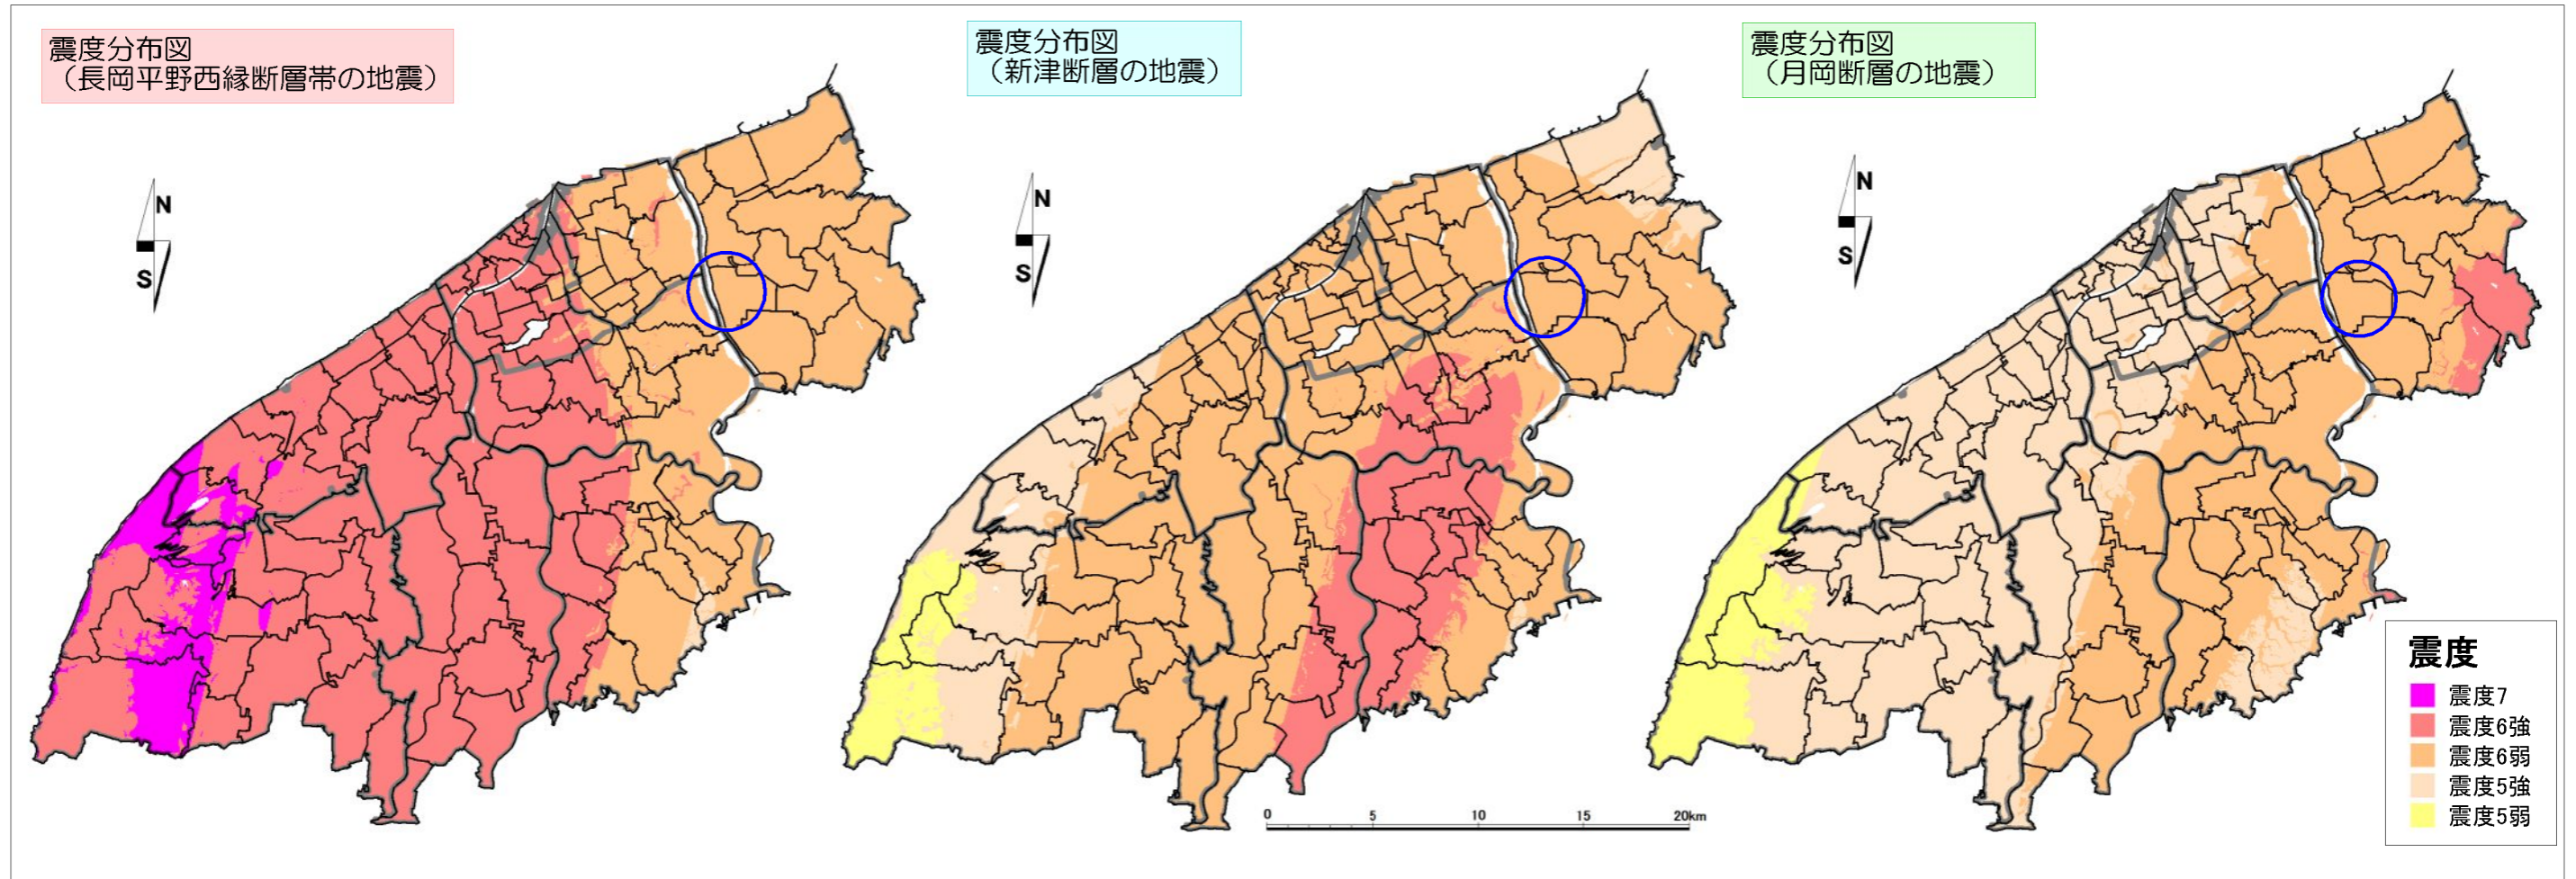 震度分布図
（長岡平野西縁断層帯の地震）
震度分布図
（新津断層の地震）
震度分布図
（月岡断層の地震）
N
S
N
S
N
S
0 5 10 15 20km
震度
震度7
震度6強
震度6弱
震度5強
震度5弱